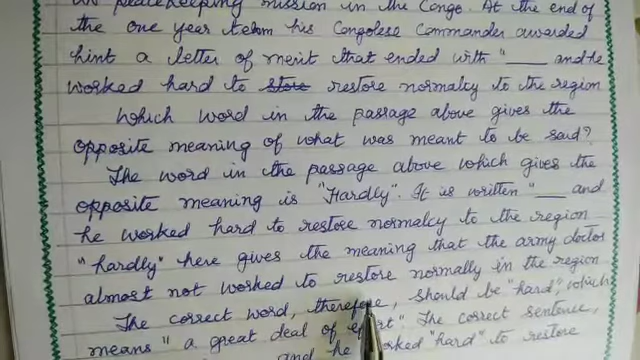 peacekeeping mission in the Congo. At the end of
the one year term his Congolese Commander awarded
him a letter of merit that ended with "___ and he
worked hard to store restore normalcy to the region
Which word in the passage above gives the
opposite meaning of what was meant to be said?
The word in the passage above which gives the
opposite meaning is "Hardly". It is written "___ and
he worked hard to restore normalcy to the region
"hardly" here gives the meaning that the army doctor
almost not worked to restore normally in the region
The correct word, therefore, should be "hard" which
means "a great deal of effort". The correct sentence,
and he worked "hard" to restore